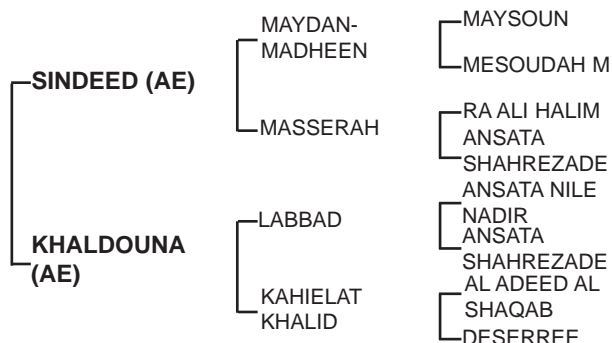 SINDEED (AE)
KHALDOUNA
(AE)
MAYDAN-
MADHEEN
MASSERAH
LABBAD
KAHIELAT
KHALID
MAYSOUN
MESOUDAH M
RA ALI HALIM
ANSATA
SHAHREZADE
ANSATA NILE
NADIR
ANSATA
SHAHREZADE
AL ADEED AL
SHAQAB
DESERREE